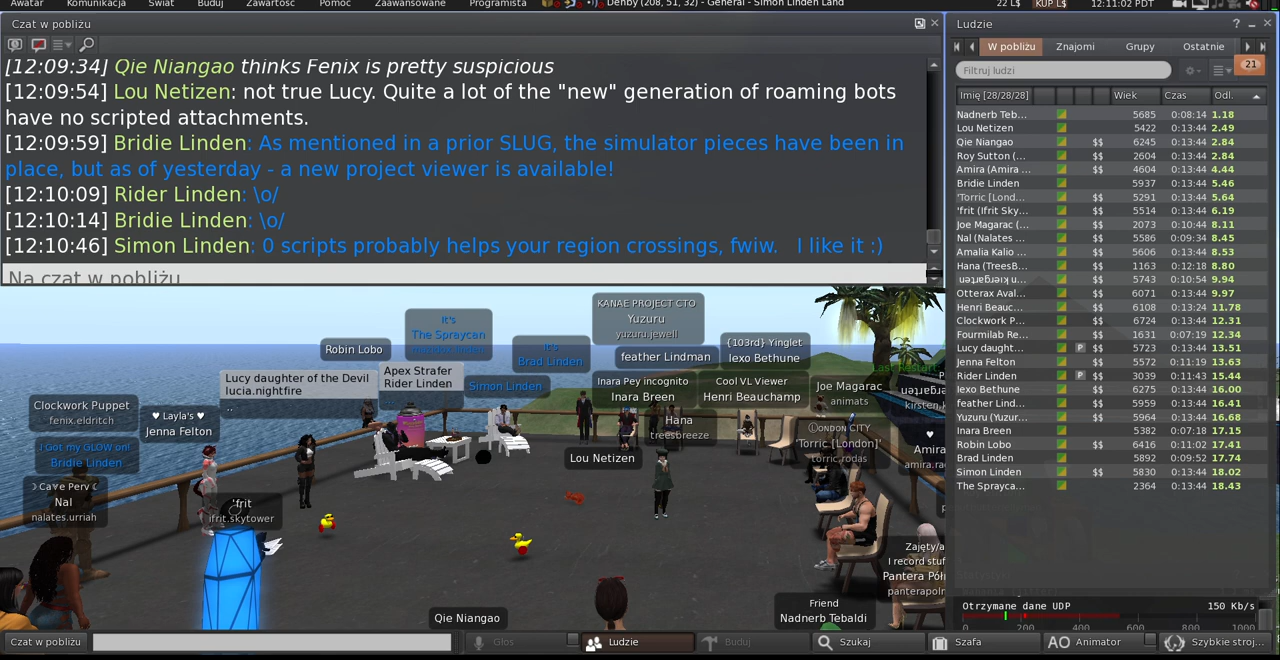 Awatar Komunikacja Świat Buduj Zawartość Pomoc Zaawansowane Programista Denby (208, 51, 32) - General - Simon Linden Land 22 L$ KUP L$ 12:11:02 PDT
Czat w pobliżu
[12:09:34] Qie Niangao thinks Fenix is pretty suspicious
[12:09:54] Lou Netizen: not true Lucy. Quite a lot of the "new" generation of roaming bots
have no scripted attachments.
[12:09:59] Bridie Linden: As mentioned in a prior SLUG, the simulator pieces have been in
place, but as of yesterday - a new project viewer is available!
[12:10:09] Rider Linden: \o/
[12:10:14] Bridie Linden: \o/
[12:10:46] Simon Linden: 0 scripts probably helps your region crossings, fwiw. I like it :)
Na czat w pobliżu
KANAE PROJECT CTO
Yuzuru
yuzuru.jewell
It's
The Spraycan
Robin Lobo
It's
Brad Linden
feather Lindman
{103rd} Yinglet
Iexo Bethune
Apex Strafer
Rider Linden
Lucy daughter of the Devil
lucia.nightfire
..
Simon Linden
Inara Pey incognito
Inara Breen
Cool VL Viewer
Henri Beauchamp
Joe Magarac
animats
Last Restart
kirsten.
Clockwork Puppet
fenix.eldritch
♥ Layla's ♥
Jenna Felton
Hana
treesbreeze
ⓁONDON CITY
'Torric [London]'
torric.rodas
♥
Amira
amira.ra
I Got my GLOW on!
Bridie Linden
Lou Netizen
☽Ca♥e Perv☾
Nal
nalates.urriah
'frit
ifrit.skytower
Zajęty/a
I record stuf
Pantera Półn
panterapoln
Qie Niangao
Friend
Nadnerb Tebaldi
Ludzie ?
W pobliżu Znajomi Grupy Ostatnie
Filtruj ludzi 21
Imię [28/28/28] Wiek Czas Odl.
Nadnerb Teb... 5685 0:08:14 1.18
Lou Netizen 5422 0:13:44 2.49
Qie Niangao $$ 6245 0:13:44 2.84
Roy Sutton (... $$ 2604 0:13:44 2.84
Amira (Amira ... $$ 4604 0:13:44 4.44
Bridie Linden 5937 0:13:44 5.46
'Torric [Lond... $$ 5291 0:13:44 5.64
'frit (Ifrit Sky... $$ 5514 0:13:44 6.19
Joe Magarac (... $$ 2073 0:10:44 8.11
Nal (Nalates ... $$ 5586 0:09:34 8.45
Amalia Kalio ... $$ 5606 0:13:44 8.53
Hana (TreesB... $$ 1163 0:12:18 8.80
$$ 5743 0:10:54 9.94
Otterax Aval... $$ 6071 0:13:44 9.97
Henri Beauc... $$ 6108 0:13:24 11.78
Clockwork P... $$ 6724 0:13:44 12.31
Fourmilab Re... $$ 1631 0:07:19 12.34
Lucy daught... P $$ 5723 0:13:44 13.51
Jenna Felton $$ 5572 0:11:19 13.63
Rider Linden P $$ 3039 0:11:43 15.44
Iexo Bethune $$ 6275 0:13:44 16.00
feather Lind... $$ 5959 0:13:44 16.41
Yuzuru (Yuzur... $$ 5964 0:13:44 16.68
Inara Breen 5382 0:07:18 17.15
Robin Lobo $$ 6416 0:11:02 17.41
Brad Linden 5892 0:09:52 17.74
Simon Linden $$ 5830 0:13:44 18.02
The Sprayca... 2364 0:13:44 18.43
Otrzymane dane UDP 150 Kb/s
0 200 400 600 800 1000
Czat w pobliżu Głos Ludzie Buduj Szukaj Szafa AO Animator Szybkie stroj...